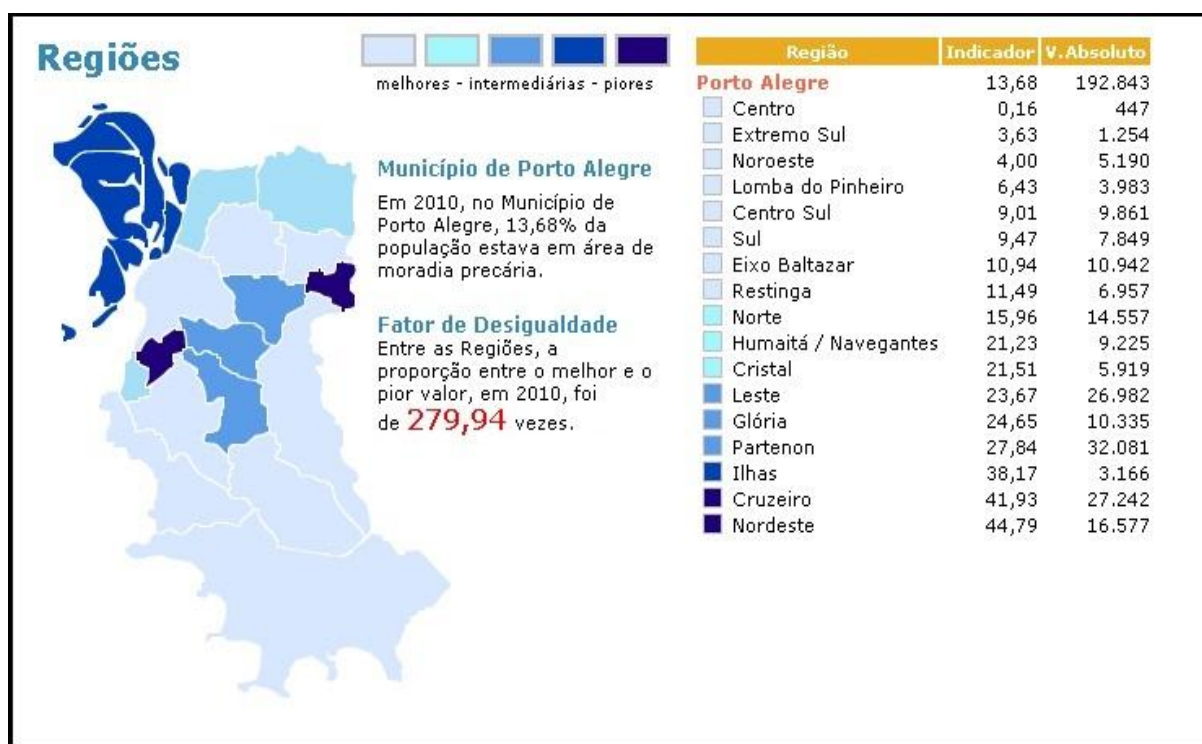 Regiões
melhores - intermediárias - piores
Município de Porto Alegre
Em 2010, no Município de
Porto Alegre, 13,68% da
população estava em área de
moradia precária.
Fator de Desigualdade
Entre as Regiões, a
proporção entre o melhor e o
pior valor, em 2010, foi
de 279,94 vezes.
Região Indicador V.Absoluto
Porto Alegre 13,68 192.843
Centro 0,16 447
Extremo Sul 3,63 1.254
Noroeste 4,00 5.190
Lomba do Pinheiro 6,43 3.983
Centro Sul 9,01 9.861
Sul 9,47 7.849
Eixo Baltazar 10,94 10.942
Restinga 11,49 6.957
Norte 15,96 14.557
Humaitá / Navegantes 21,23 9.225
Cristal 21,51 5.919
Leste 23,67 26.982
Glória 24,65 10.335
Partenon 27,84 32.081
Ilhas 38,17 3.166
Cruzeiro 41,93 27.242
Nordeste 44,79 16.577